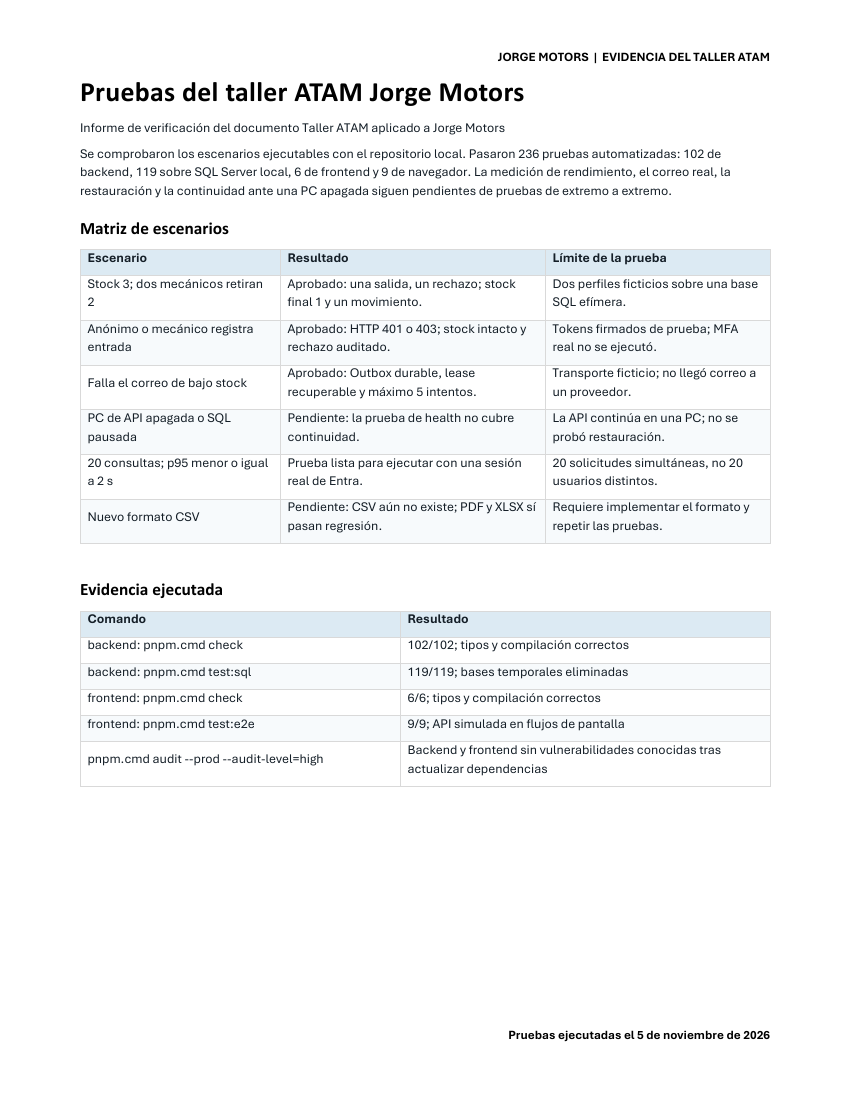 JORGE MOTORS | EVIDENCIA DEL TALLER ATAM
Pruebas del taller ATAM Jorge Motors
Informe de verificación del documento Taller ATAM aplicado a Jorge Motors
Se comprobaron los escenarios ejecutables con el repositorio local. Pasaron 236 pruebas automatizadas: 102 de
backend, 119 sobre SQL Server local, 6 de frontend y 9 de navegador. La medición de rendimiento, el correo real, la
restauración y la continuidad ante una PC apagada siguen pendientes de pruebas de extremo a extremo.
Matriz de escenarios
Escenario Resultado Límite de la prueba
Stock 3; dos mecánicos retiran
2
Aprobado: una salida, un rechazo; stock
final 1 y un movimiento.
Dos perfiles ficticios sobre una base
SQL efímera.
Anónimo o mecánico registra
entrada
Aprobado: HTTP 401 o 403; stock intacto y
rechazo auditado.
Tokens firmados de prueba; MFA
real no se ejecutó.
Falla el correo de bajo stock
Aprobado: Outbox durable, lease
recuperable y máximo 5 intentos.
Transporte ficticio; no llegó correo a
un proveedor.
PC de API apagada o SQL
pausada
Pendiente: la prueba de health no cubre
continuidad.
La API continúa en una PC; no se
probó restauración.
20 consultas; p95 menor o igual
a 2 s
Prueba lista para ejecutar con una sesión
real de Entra.
20 solicitudes simultáneas, no 20
usuarios distintos.
Nuevo formato CSV
Pendiente: CSV aún no existe; PDF y XLSX sí
pasan regresión.
Requiere implementar el formato y
repetir las pruebas.
Evidencia ejecutada
Comando Resultado
backend: pnpm.cmd check 102/102; tipos y compilación correctos
backend: pnpm.cmd test:sql 119/119; bases temporales eliminadas
frontend: pnpm.cmd check 6/6; tipos y compilación correctos
frontend: pnpm.cmd test:e2e 9/9; API simulada en flujos de pantalla
pnpm.cmd audit --prod --audit-level=high
Backend y frontend sin vulnerabilidades conocidas tras
actualizar dependencias
Pruebas ejecutadas el 5 de noviembre de 2026